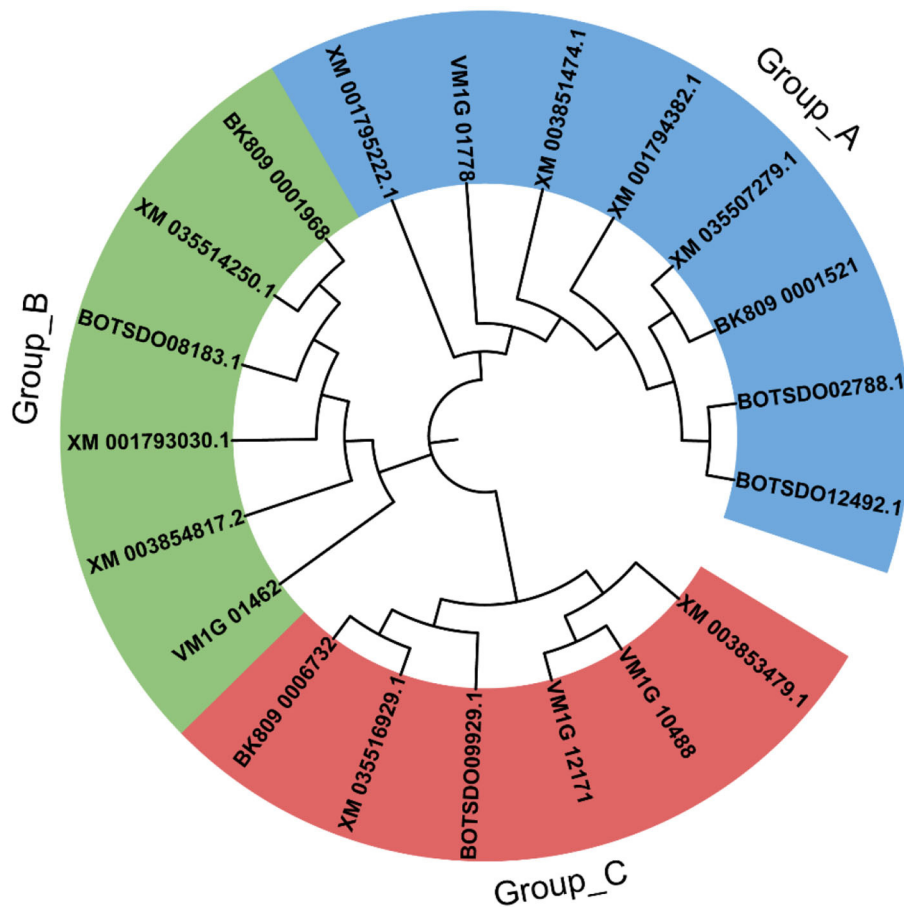 Group_A
XM 001795222.1
VM1G 01778
XM 003851474.1
XM 001794382.1
XM 035507279.1
BK809 0001521
BOTSDO02788.1
BOTSDO12492.1
Group_B
BK809 0001968
XM 035514250.1
BOTSDO08183.1
XM 001793030.1
XM 003854817.2
VM1G 01462
BK809 0006732
XM 035516929.1
BOTSDO09929.1
VM1G 12171
VM1G 10488
XM 003853479.1
Group_C